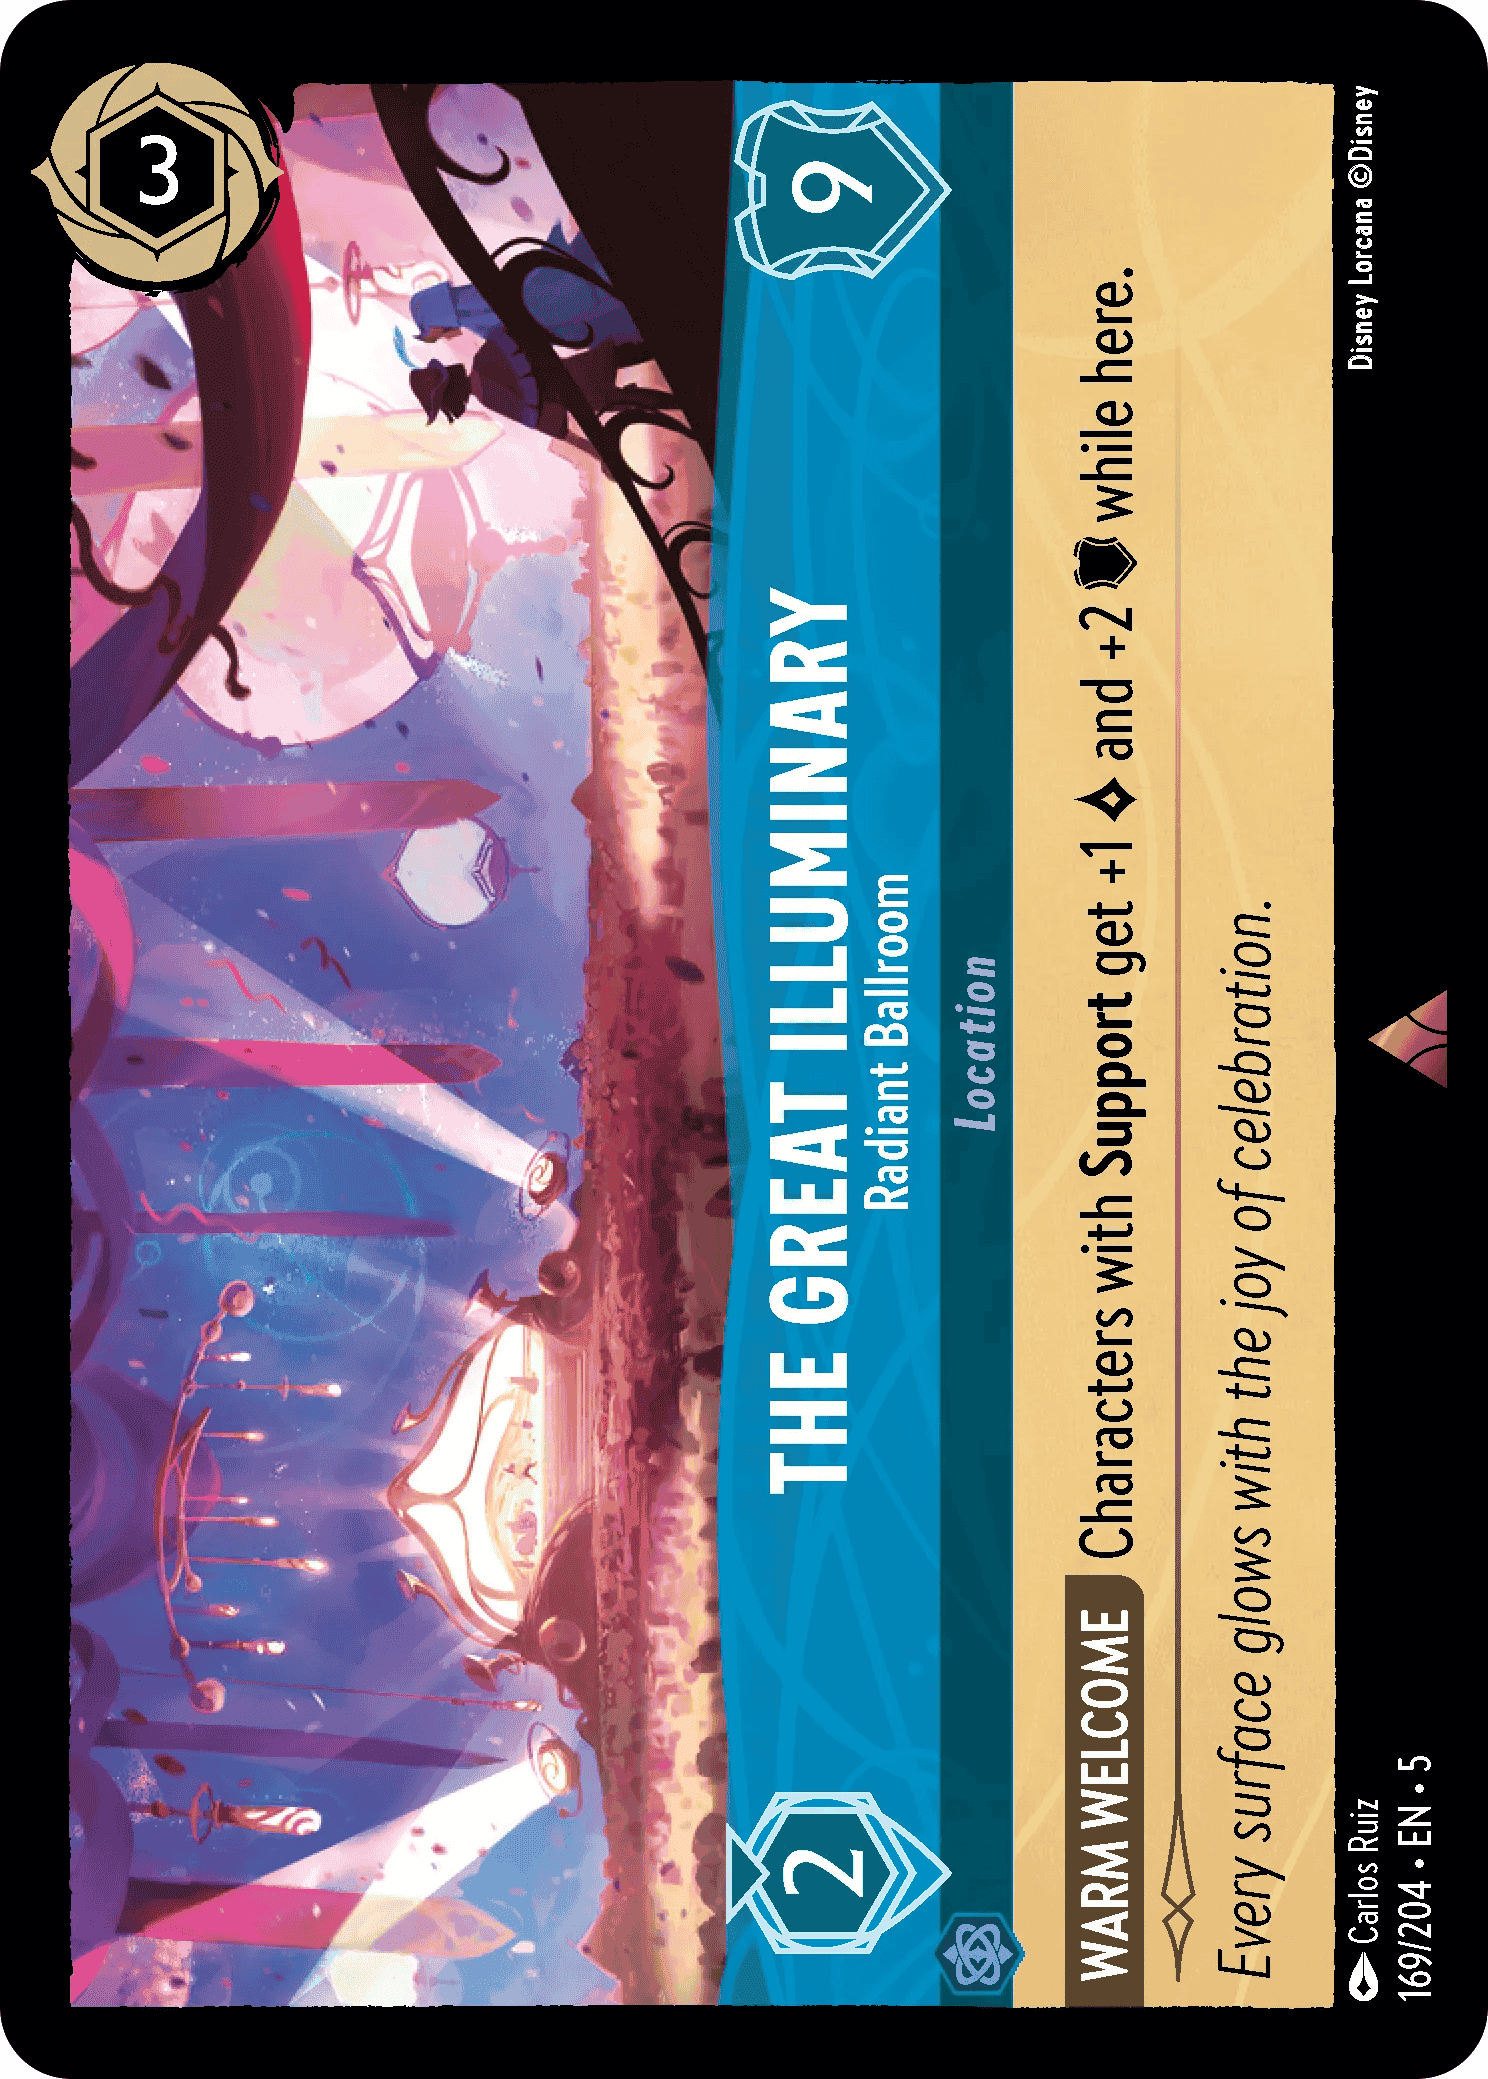 3
2
THE GREAT ILLUMINARY
9
Radiant Ballroom
Location
WARM WELCOME Characters with Support get +1 and +2 while here.
Every surface glows with the joy of celebration.
Carlos Ruiz
Disney Lorcana ©Disney
169/204 • EN • 5